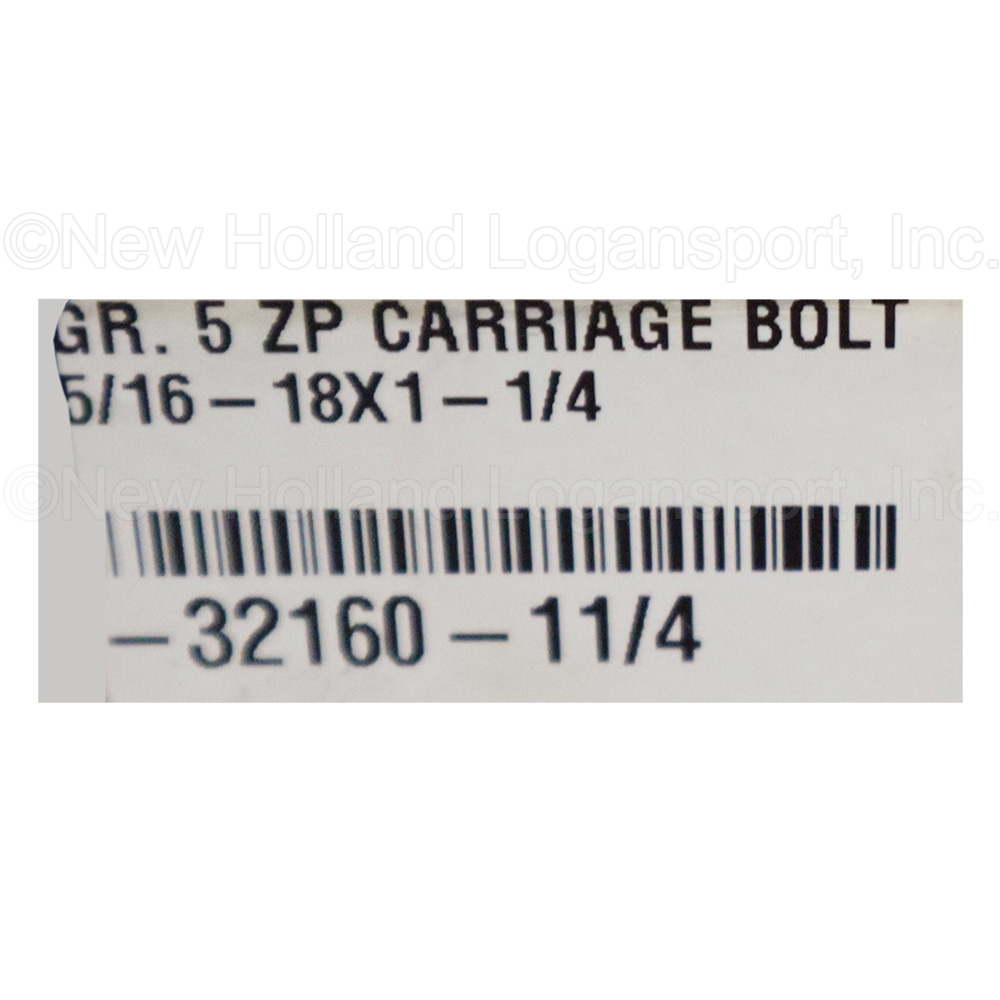 ©New Holland Logansport, Inc.
GR. 5 ZP CARRIAGE BOLT
5/16-18X1-1/4
©New Holland Logansport, Inc.
-32160-11/4